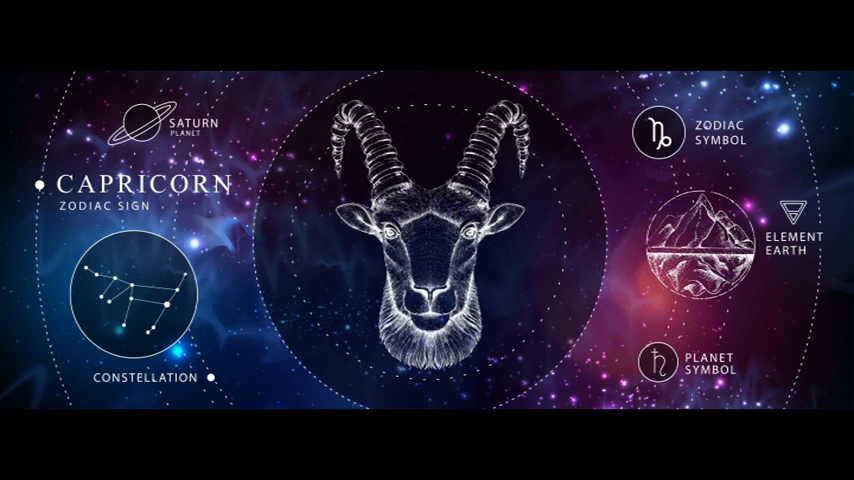 SATURN
PLANET
CAPRICORN
ZODIAC SIGN
CONSTELLATION
ZODIAC
SYMBOL
ELEMENT
EARTH
PLANET
SYMBOL